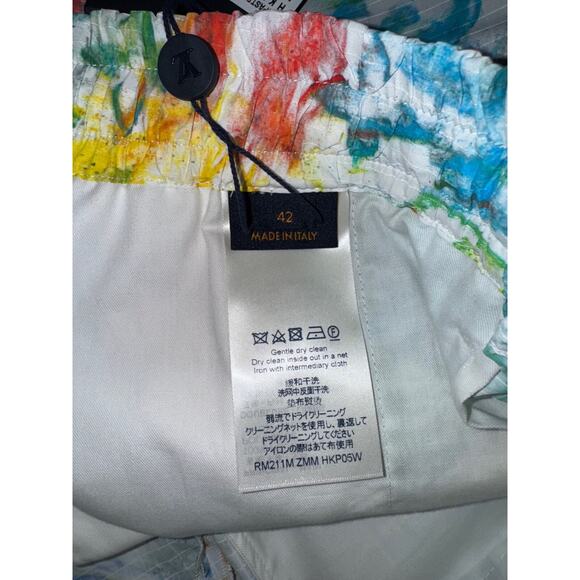 42
MADE IN ITALY
Gentle dry clean
Dry clean inside out in a net
Iron with intermediary cloth
缓和干洗
洗网中反面干洗
垫布熨烫
弱流でドライクリーニング
クリーニングネットを使用し、裏返して
ドライクリーニングしてください
アイロンの際はあて布使用
RM211M ZMM HKP05W